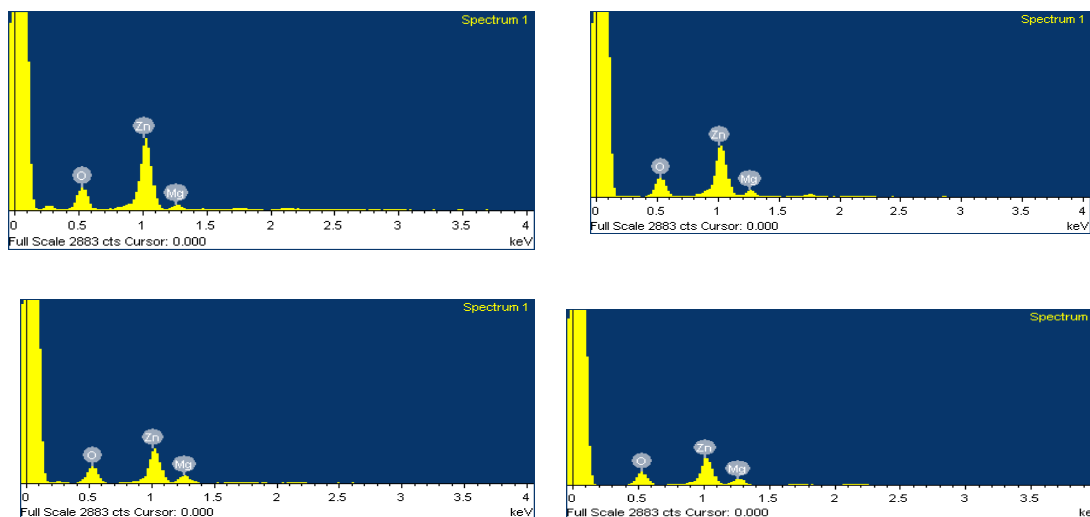 Spectrum 1
Zn
O
Mg
0 0.5 1 1.5 2 2.5 3 3.5 4
Full Scale 2883 cts Cursor: 0.000 keV
Spectrum 1
Zn
O
Mg
0 0.5 1 1.5 2 2.5 3 3.5 4
Full Scale 2883 cts Cursor: 0.000 keV
Spectrum 1
Zn
O
Mg
0 0.5 1 1.5 2 2.5 3 3.5 4
Full Scale 2883 cts Cursor: 0.000 keV
Spectrum
Zn
O
Mg
0 0.5 1 1.5 2 2.5 3 3.5
Full Scale 2883 cts Cursor: 0.000 keV